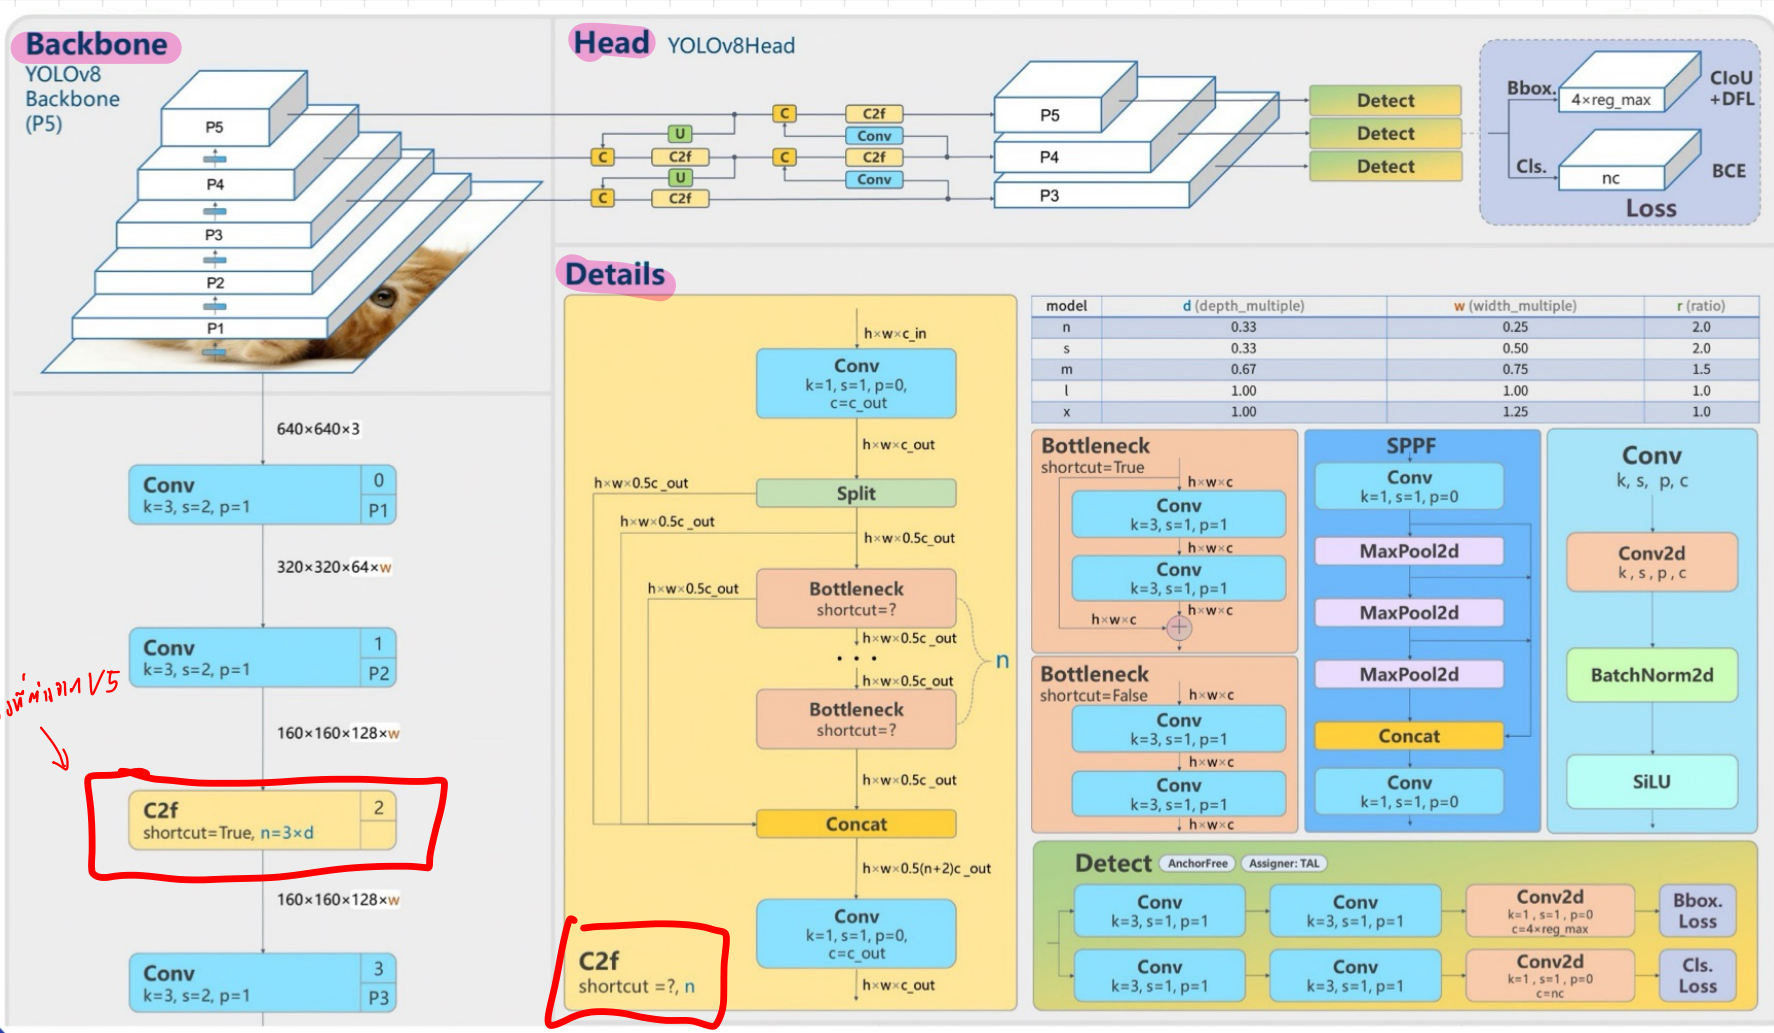 Backbone
YOLOv8
Backbone
(P5)
P5
P4
P3
P2
P1
640×640×3
Conv
k=3, s=2, p=1
0
P1
320×320×64×w
Conv
k=3, s=2, p=1
1
P2
V5
160×160×128×w
C2f
shortcut=True, n=3×d
2
160×160×128×w
Conv
k=3, s=2, p=1
3
P3
Head YOLOv8Head
C
C2f
U
Conv
C
C2f
C
C2f
U
Conv
C
C2f
P5
P4
P3
Detect
Detect
Detect
Bbox.
4×reg_max
CIoU
+DFL
Cls.
nc
BCE
Loss
Details
h×w×c_in
Conv
k=1, s=1, p=0,
c=c_out
h×w×c_out
h×w×0.5c_out
Split
h×w×0.5c_out
h×w×0.5c_out
h×w×0.5c_out
Bottleneck
shortcut=?
h×w×0.5c_out
• • •
n
h×w×0.5c_out
Bottleneck
shortcut=?
h×w×0.5c_out
Concat
h×w×0.5(n+2)c_out
Conv
k=1, s=1, p=0,
c=c_out
h×w×c_out
C2f
shortcut =?, n
model d (depth_multiple) w (width_multiple) r (ratio)
n 0.33 0.25 2.0
s 0.33 0.50 2.0
m 0.67 0.75 1.5
l 1.00 1.00 1.0
x 1.00 1.25 1.0
Bottleneck
shortcut=True
h×w×c
Conv
k=3, s=1, p=1
h×w×c
Conv
k=3, s=1, p=1
h×w×c
h×w×c
+
Bottleneck
shortcut=False
h×w×c
Conv
k=3, s=1, p=1
h×w×c
Conv
k=3, s=1, p=1
h×w×c
SPPF
Conv
k=1, s=1, p=0
MaxPool2d
MaxPool2d
MaxPool2d
Concat
Conv
k=1, s=1, p=0
Conv
k, s, p, c
Conv2d
k, s, p, c
BatchNorm2d
SiLU
Detect AnchorFree Assigner: TAL
Conv
k=3, s=1, p=1
Conv
k=3, s=1, p=1
Conv2d
k=1, s=1, p=0
c=4×reg_max
Bbox.
Loss
Conv
k=3, s=1, p=1
Conv
k=3, s=1, p=1
Conv2d
k=1, s=1, p=0
c=nc
Cls.
Loss